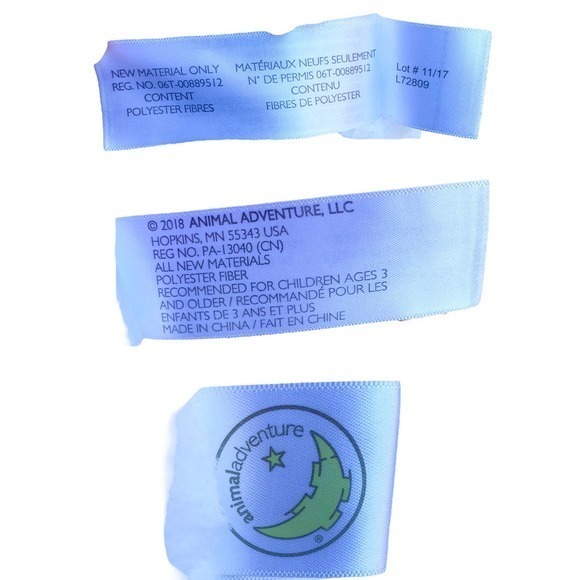 NEW MATERIAL ONLY
REG. NO. 06T-00889512
CONTENT
POLYESTER FIBRES
MATÉRIAUX NEUFS SEULEMENT
N° DE PERMIS 06T-00889512
CONTENU
FIBRES DE POLYESTER
Lot # 11/17
L72809
© 2018 ANIMAL ADVENTURE, LLC
HOPKINS, MN 55343 USA
REG NO. PA-13040 (CN)
ALL NEW MATERIALS
POLYESTER FIBER
RECOMMENDED FOR CHILDREN AGES 3
AND OLDER / RECOMMANDÉ POUR LES
ENFANTS DE 3 ANS ET PLUS
MADE IN CHINA / FAIT EN CHINE
animaladventure
®